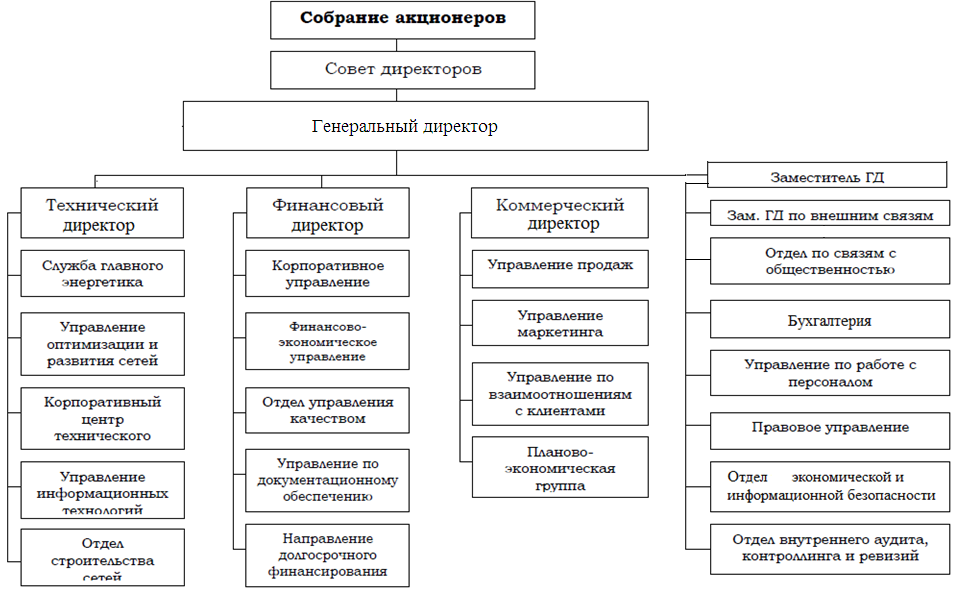 Собрание акционеров
Совет директоров
Генеральный директор
Технический
директор
Служба главного
энергетика
Управление
оптимизации и
развития сетей
Корпоративный
центр
технического
Управление
информационных
технологий
Отдел
строительства
сетей
Финансовый
директор
Корпоративное
управление
Финансово-
экономическое
управление
Отдел управления
качеством
Управление по
документационному
обеспечению
Направление
долгосрочного
финансирования
Коммерческий
директор
Управление продаж
Управление
маркетинга
Управление по
взаимоотношениям
с клиентами
Планово-
экономическая
группа
Заместитель ГД
Зам. ГД по внешним связям
Отдел по связям с
общественностью
Бухгалтерия
Управление по работе с
персоналом
Правовое управление
Отдел экономической и
информационной безопасности
Отдел внутреннего аудита,
контроллинга и ревизий